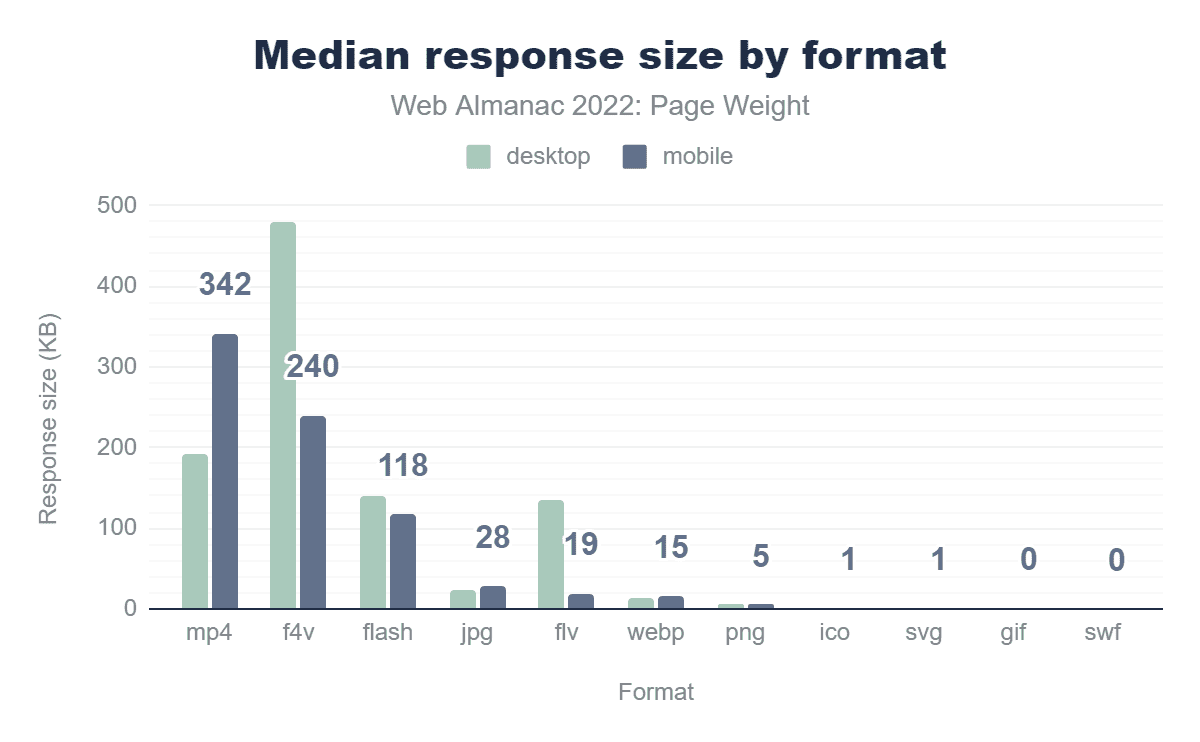 Median response size by format
Web Almanac 2022: Page Weight
desktop mobile
500
400
300
200
100
0
Response size (KB)
342
240
118
28
19
15
5
1
1
0
0
mp4 f4v flash jpg flv webp png ico svg gif swf
Format